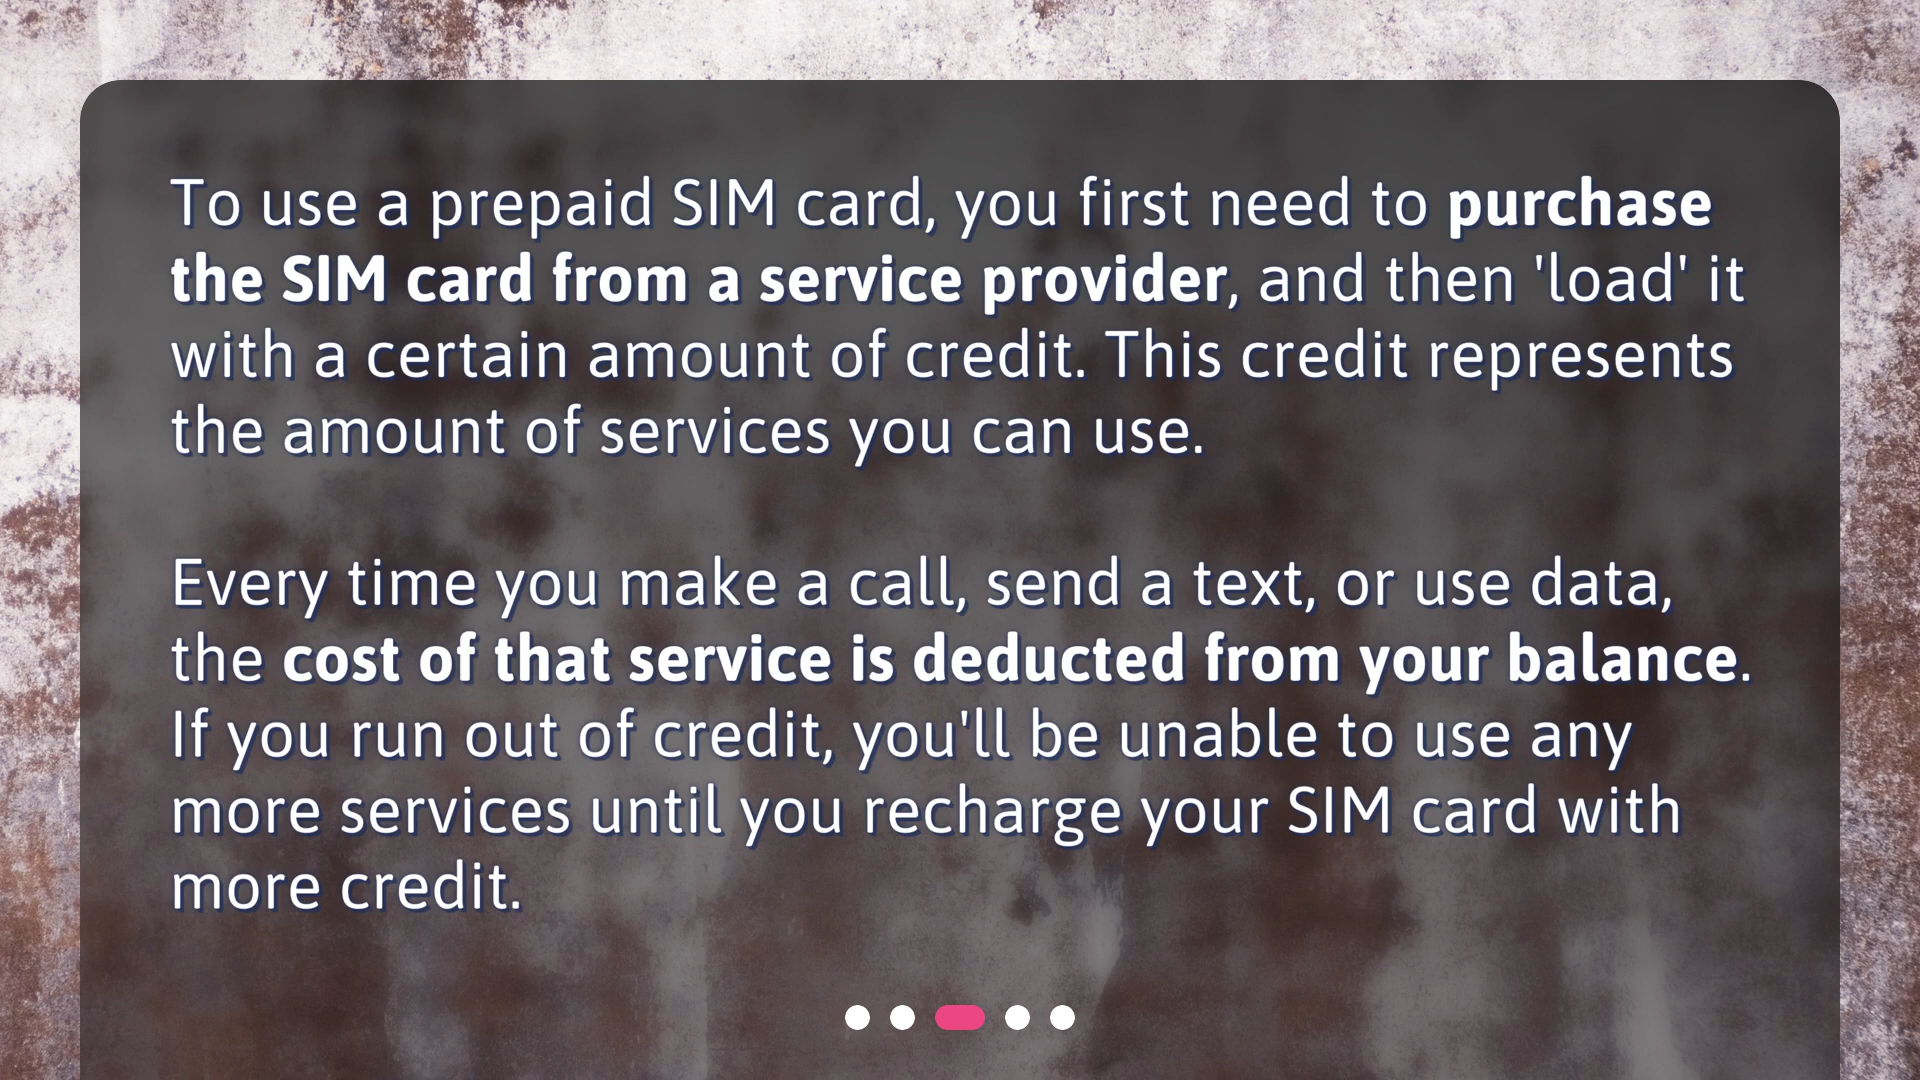 To use a prepaid SIM card, you first need to purchase
the SIM card from a service provider, and then 'load' it
with a certain amount of credit. This credit represents
the amount of services you can use.
Every time you make a call, send a text, or use data,
the cost of that service is deducted from your balance.
If you run out of credit, you'll be unable to use any
more services until you recharge your SIM card with
more credit.